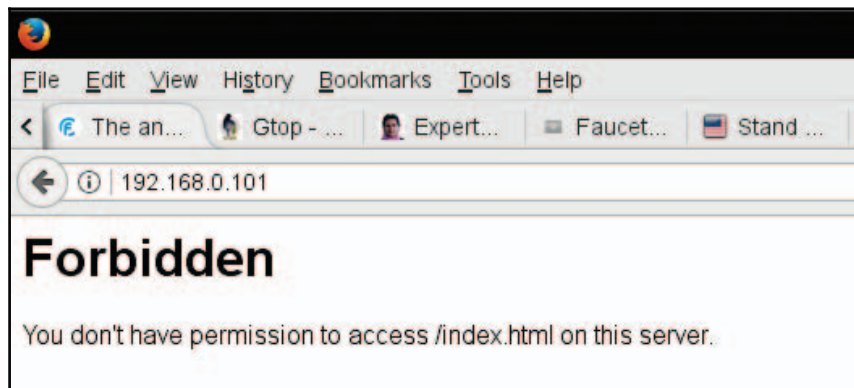 File Edit View History Bookmarks Tools Help
The an... Gtop - ... Expert... Faucet... Stand ...
192.168.0.101
Forbidden
You don't have permission to access /index.html on this server.